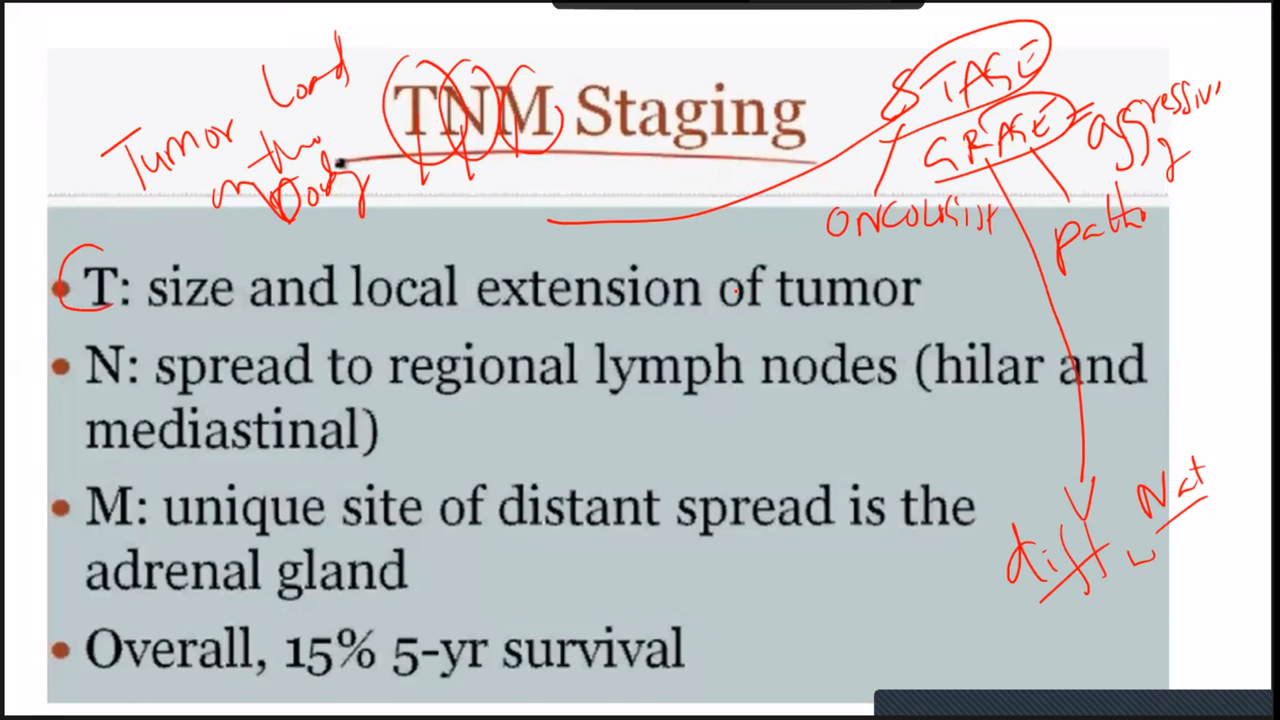 Tumor Load
on the
body
TNM Staging
STAGE
GRADE = aggressive
ONCOLOGIST
path
• T: size and local extension of tumor
• N: spread to regional lymph nodes (hilar and
mediastinal)
• M: unique site of distant spread is the
adrenal gland
diff
• Overall, 15% 5-yr survival